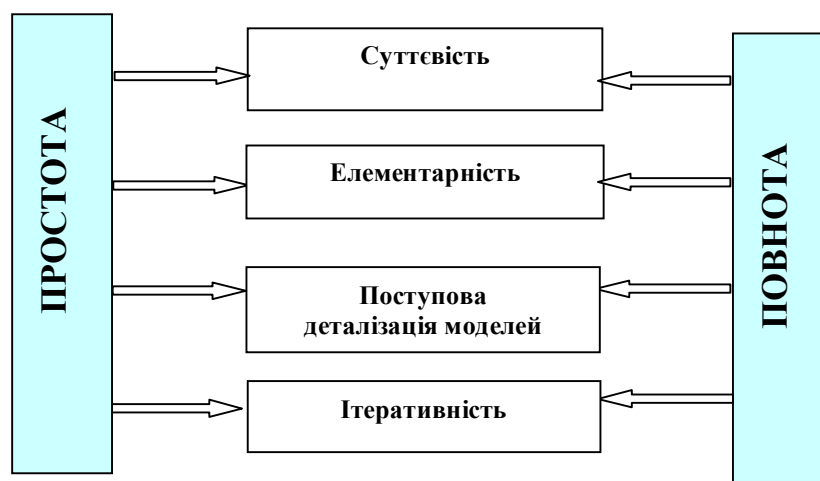 ПРОСТОТА
Суттєвість
Елементарність
Поступова
деталізація моделей
Ітеративність
ПОВНОТА